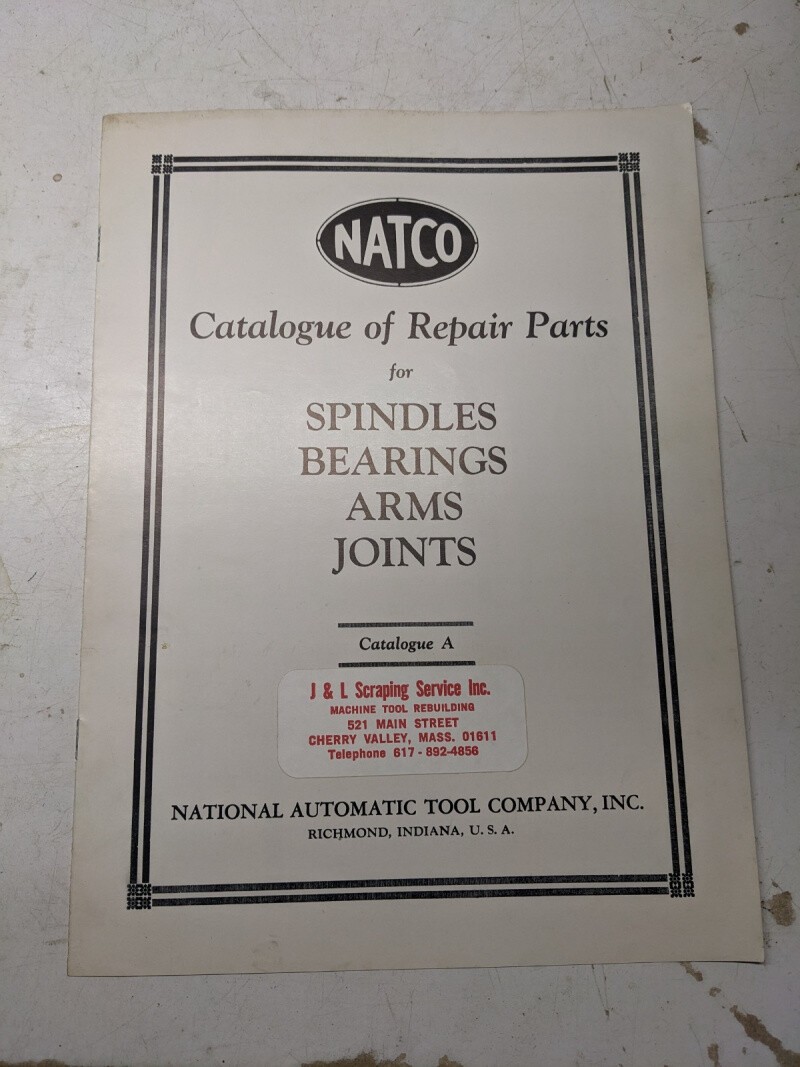 NATCO
Catalogue of Repair Parts
for
SPINDLES
BEARINGS
ARMS
JOINTS
Catalogue A
J & L Scraping Service Inc.
MACHINE TOOL REBUILDING
521 MAIN STREET
CHERRY VALLEY, MASS. 01611
Telephone 617 - 892-4856
NATIONAL AUTOMATIC TOOL COMPANY, INC.
RICHMOND, INDIANA, U. S. A.